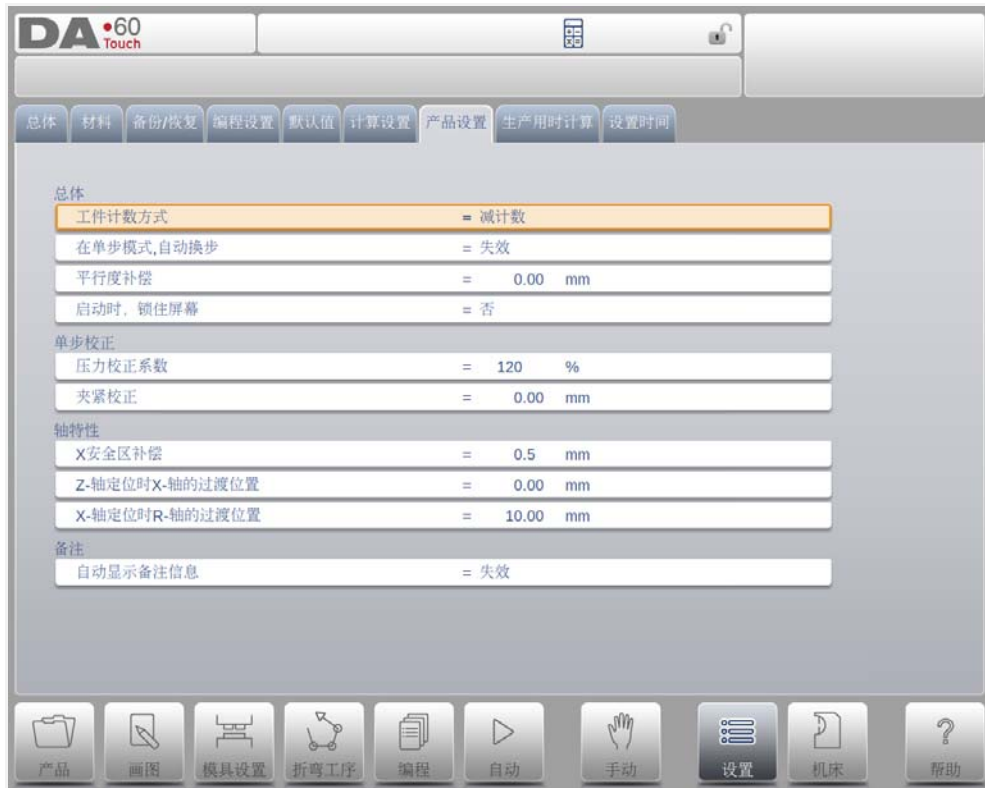 DA•60
Touch
总体 材料 备份/恢复 编程设置 默认值 计算设置 产品设置 生产用时计算 设置时间
总体
工件计数方式 = 减计数
在单步模式,自动换步 = 失效
平行度补偿 = 0.00 mm
启动时，锁住屏幕 = 否
单步校正
压力校正系数 = 120 %
夹紧校正 = 0.00 mm
轴特性
X安全区补偿 = 0.5 mm
Z-轴定位时X-轴的过渡位置 = 0.00 mm
X-轴定位时R-轴的过渡位置 = 10.00 mm
备注
自动显示备注信息 = 失效
产品 画图 模具设置 折弯工序 编程 自动 手动 设置 机床 帮助